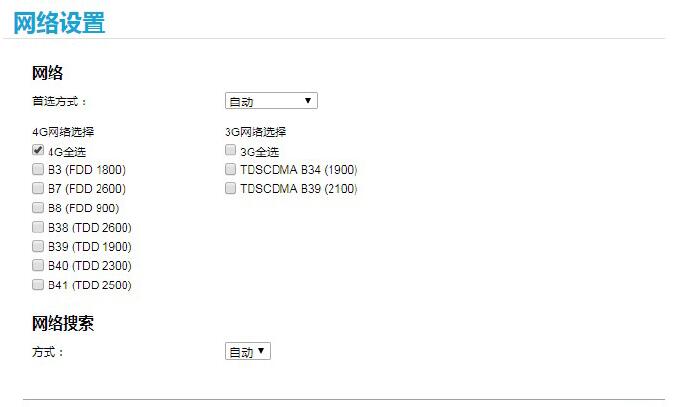 网络设置
网络
首选方式：
自动
4G网络选择
3G网络选择
4G全选
3G全选
B3 (FDD 1800)
TDSCDMA B34 (1900)
B7 (FDD 2600)
TDSCDMA B39 (2100)
B8 (FDD 900)
B38 (TDD 2600)
B39 (TDD 1900)
B40 (TDD 2300)
B41 (TDD 2500)
网络搜索
方式：
自动